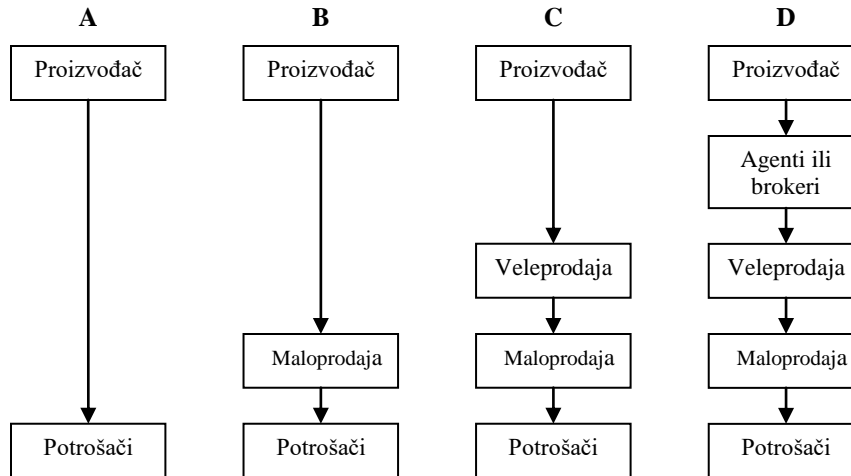 A B C D
Proizvođač Proizvođač Proizvođač Proizvođač
Agenti ili
brokeri
Veleprodaja Veleprodaja
Maloprodaja Maloprodaja Maloprodaja
Potrošači Potrošači Potrošači Potrošači